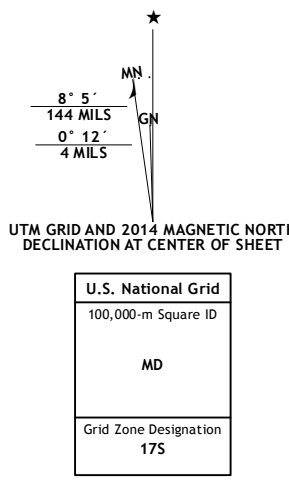 ★
MN
8° 5´
144 MILS
GN
0° 12´
4 MILS
UTM GRID AND 2014 MAGNETIC NORTH
DECLINATION AT CENTER OF SHEET
U.S. National Grid
100,000-m Square ID
MD
Grid Zone Designation
17S